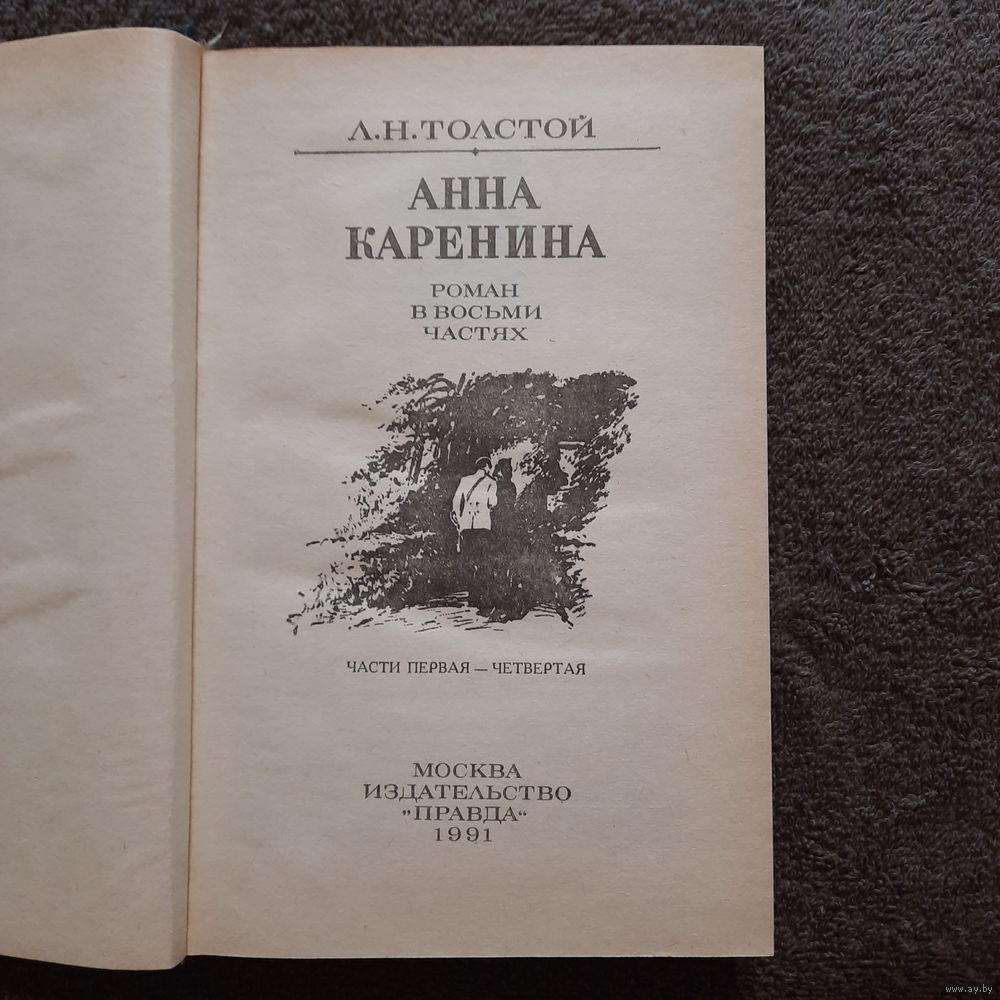 Л.Н.ТОЛСТОЙ
АННА
КАРЕНИНА
РОМАН
В ВОСЬМИ
ЧАСТЯХ
ЧАСТИ ПЕРВАЯ — ЧЕТВЕРТАЯ
МОСКВА
ИЗДАТЕЛЬСТВО
„ПРАВДА“
1991
www.ay.by